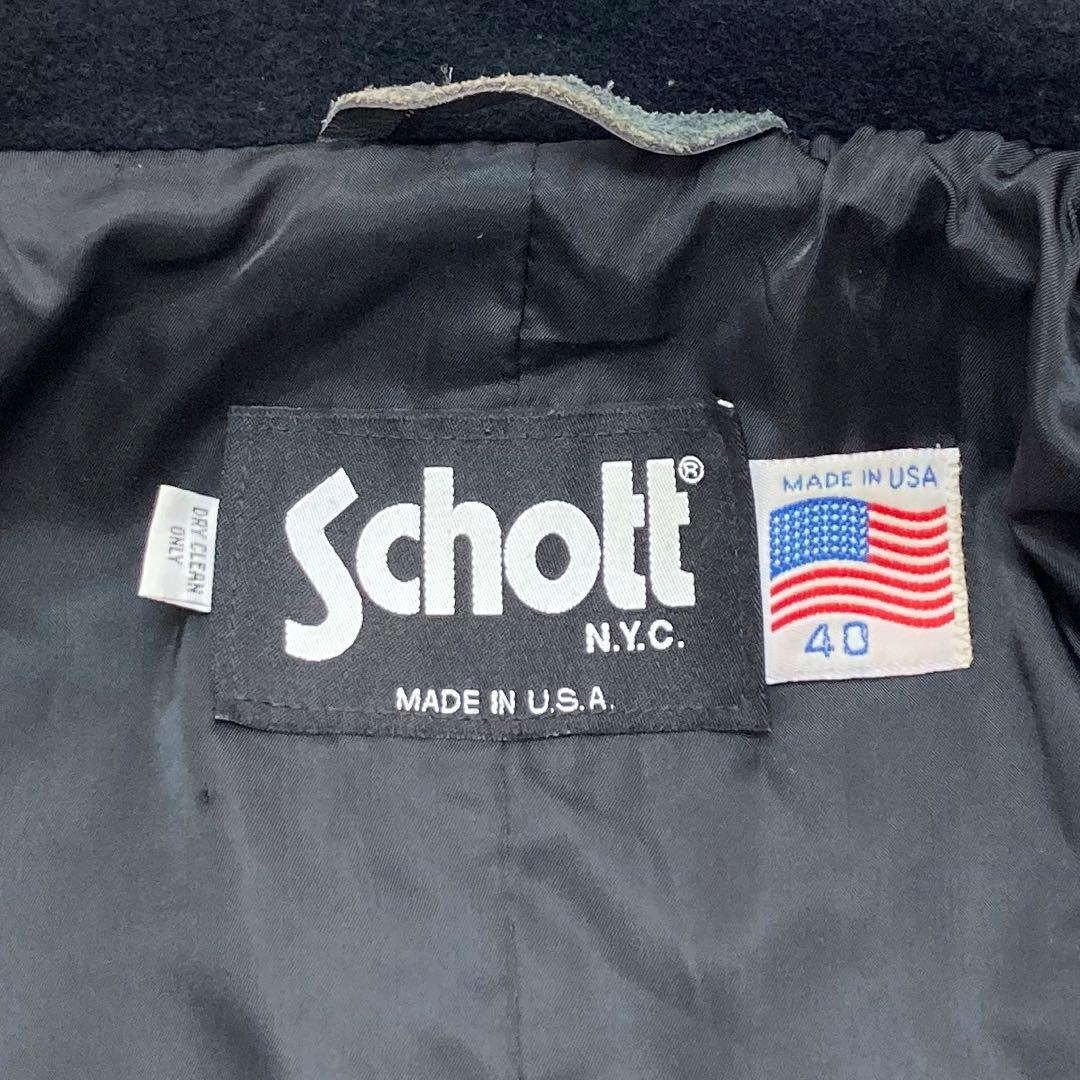 DRY CLEAN
ONLY
Schott®
N.Y.C.
MADE IN U.S.A.
MADE IN USA
40